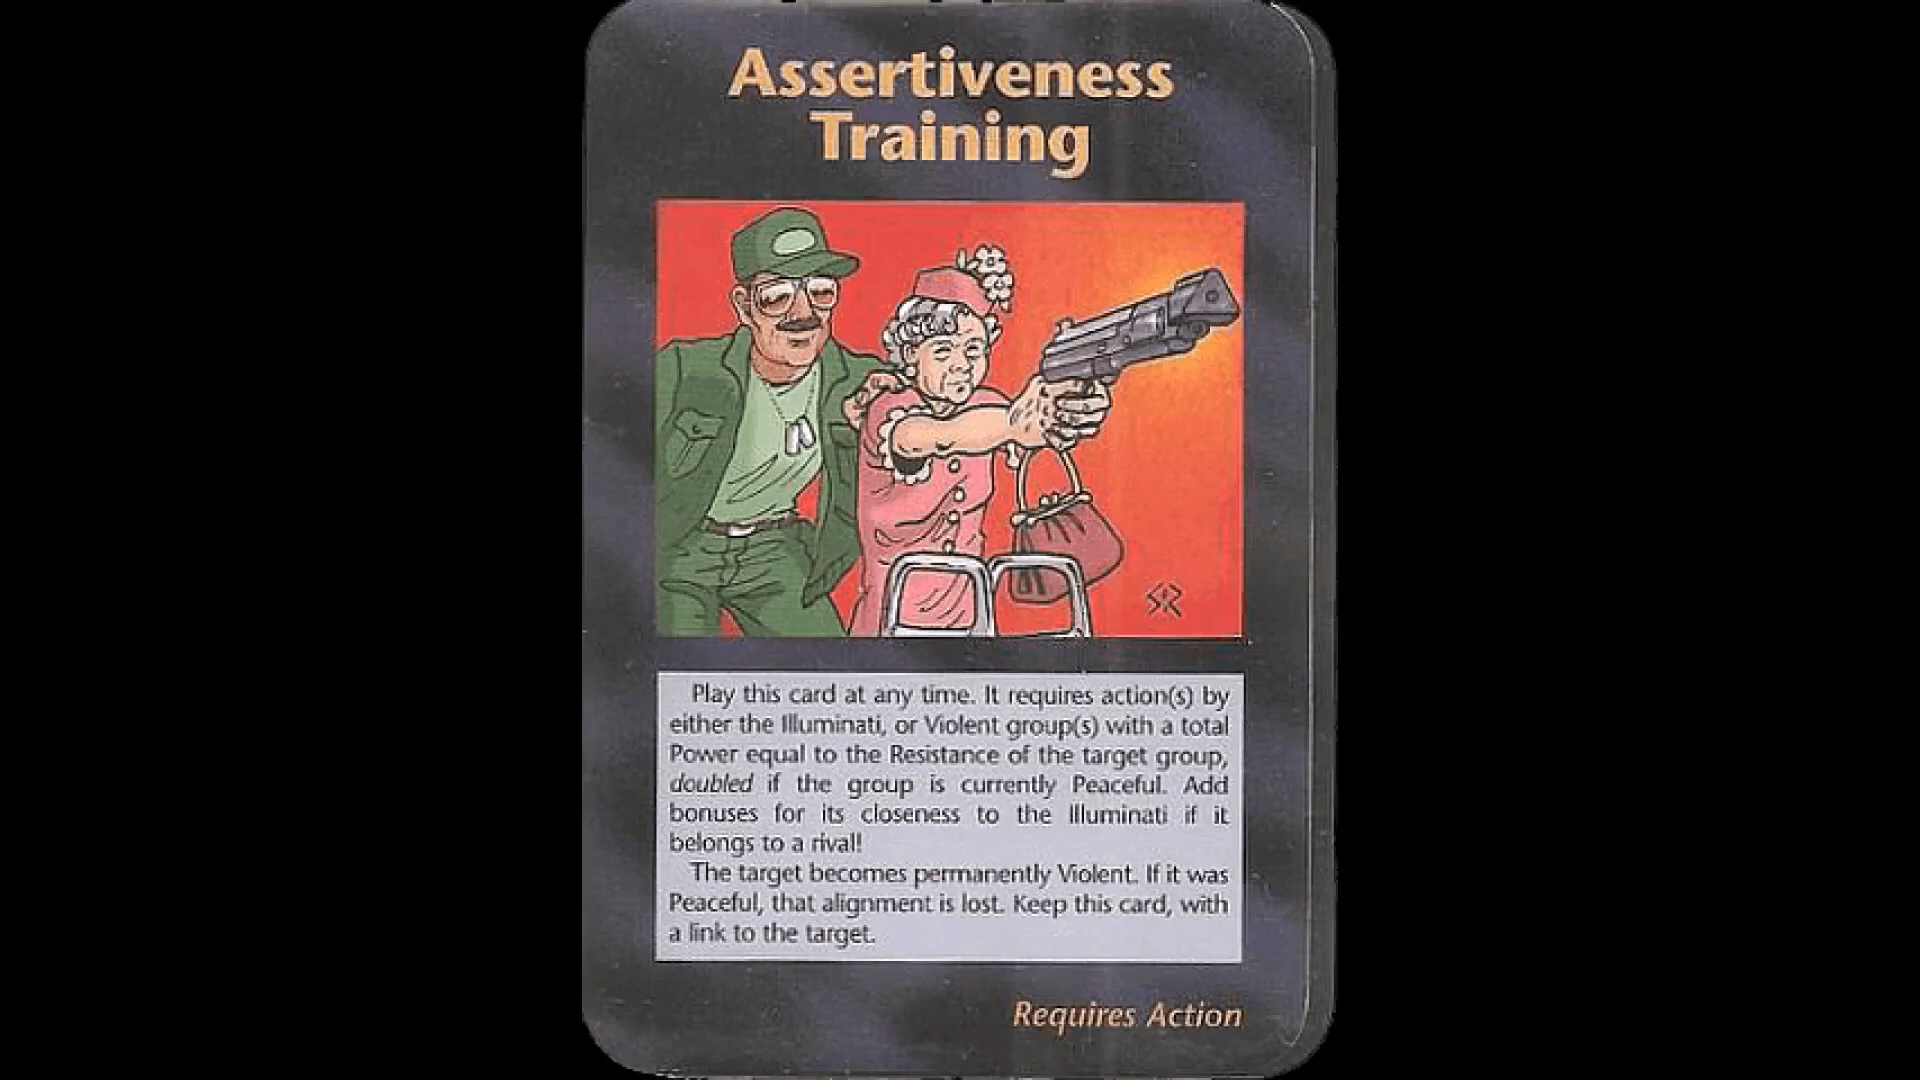 Assertiveness
Training
Play this card at any time. It requires action(s) by
either the Illuminati, or Violent group(s) with a total
Power equal to the Resistance of the target group,
doubled if the group is currently Peaceful. Add
bonuses for its closeness to the Illuminati if it
belongs to a rival!
The target becomes permanently Violent. If it was
Peaceful, that alignment is lost. Keep this card, with
a link to the target.
Requires Action